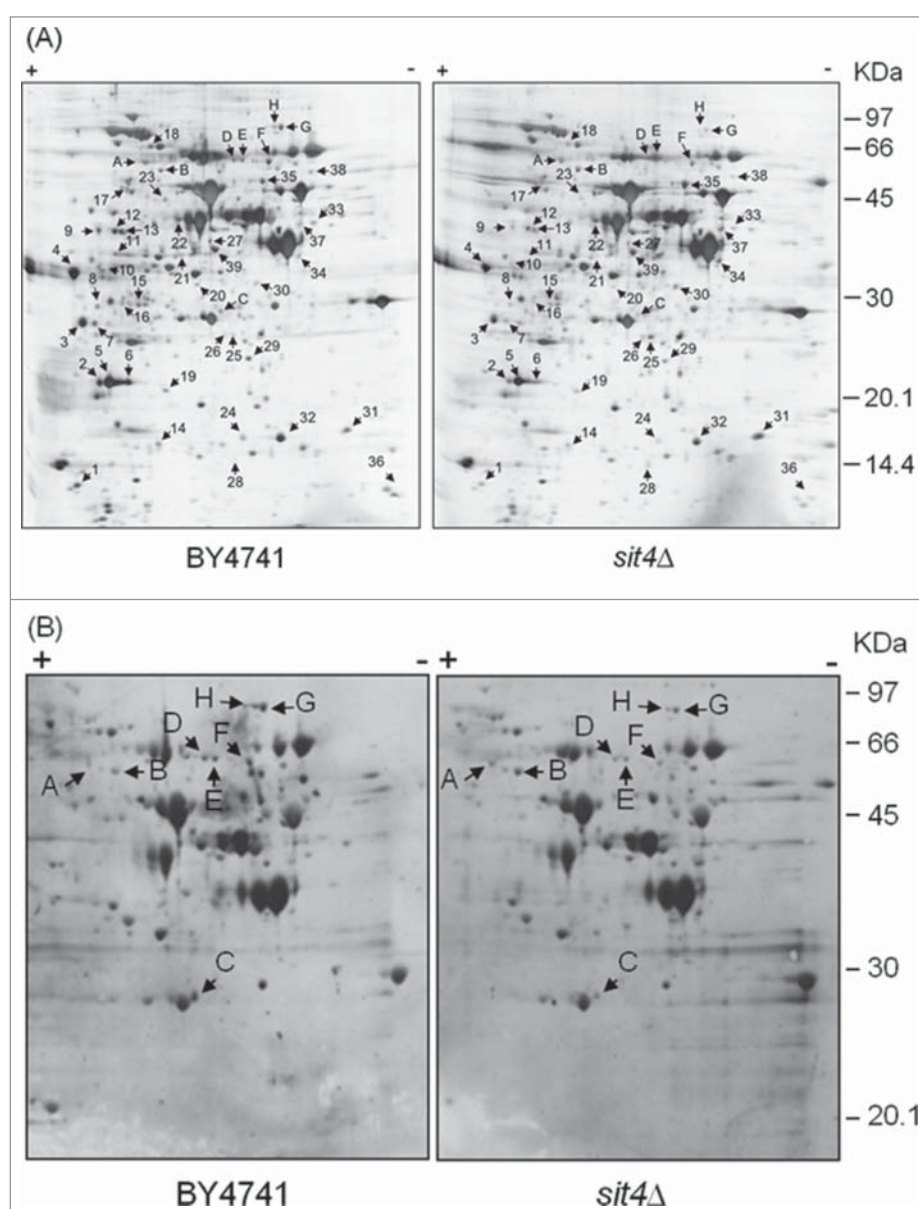 (A)
+ - + - KDa
H G F E D 18 A B 38 35 23 17 12 13 9 11 4 10 8 33 37 34 22 27 21 39 15 16 20 30 C 3 7 26 25 29 2 5 6 19 24 32 31 14 28 1 36
H G F E D 18 A B 38 35 23 17 12 13 9 11 4 10 8 33 37 34 22 27 21 39 15 16 20 30 C 3 7 26 25 29 2 5 6 19 24 32 31 14 28 1 36
97
66
45
30
20.1
14.4
BY4741 sit4Δ
(B)
+ - + - KDa
H G D F A B E C
H G D F A B E C
97
66
45
30
20.1
BY4741 sit4Δ